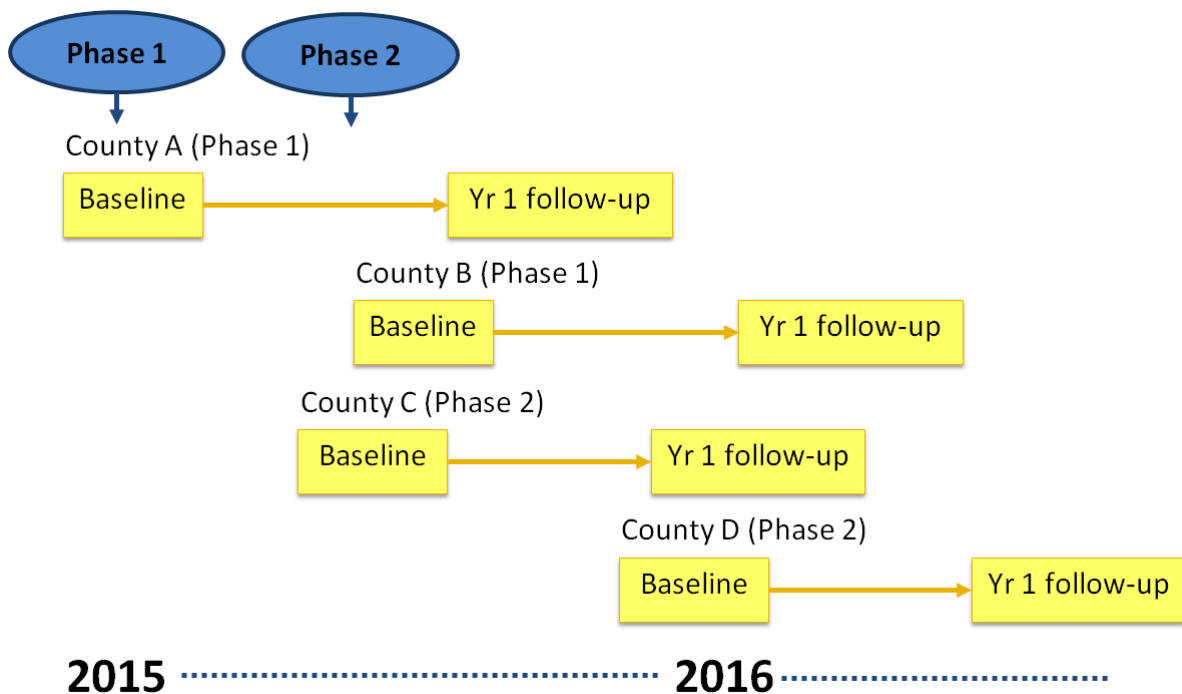 Phase 1
Phase 2
County A (Phase 1)
Baseline
Yr 1 follow-up
County B (Phase 1)
Baseline
Yr 1 follow-up
County C (Phase 2)
Baseline
Yr 1 follow-up
County D (Phase 2)
Baseline
Yr 1 follow-up
2015
2016